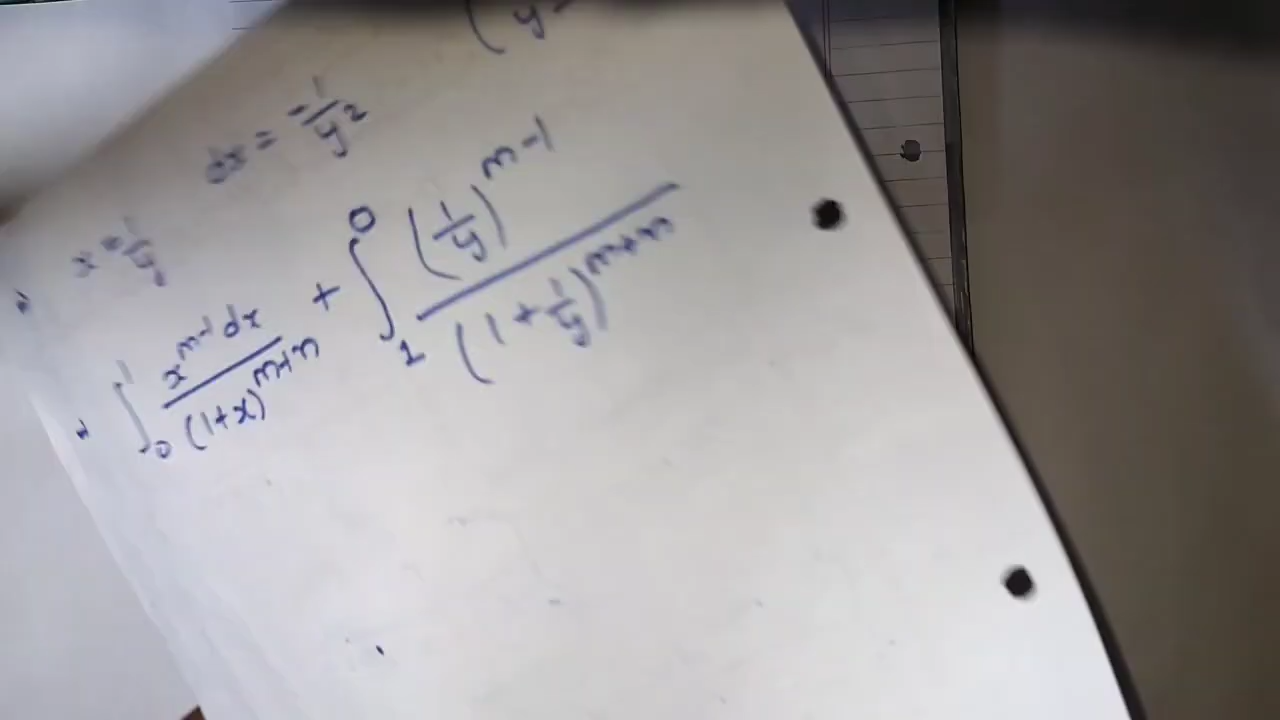 (y
x = 1/y dx = -1/y²
∫₀¹ x^(m-1) dx / (1+x)^(m+n) + ∫₁⁰ (1/y)^(m-1) / (1 + 1/y)^(m+n)